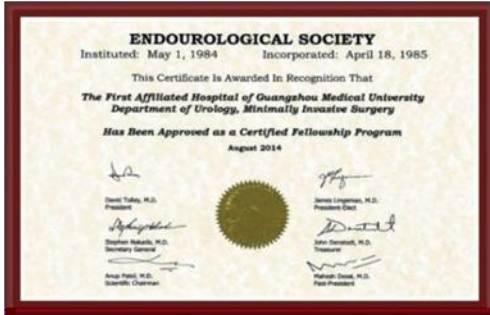 ENDOUROLOGICAL SOCIETY
Instituted: May 1, 1984 Incorporated: April 18, 1985
This Certificate Is Awarded In Recognition That
The First Affiliated Hospital of Guangzhou Medical University
Department of Urology, Minimally Invasive Surgery
Has Been Approved as a Certified Fellowship Program
August 2014
David Tolley, M.D.
President
James Lingeman, M.D.
President-Elect
Stephen Nakada, M.D.
Secretary General
John Denstedt, M.D.
Treasurer
Anup Patel, M.D.
Scientific Chairman
Mahesh Desai, M.D.
Past-President